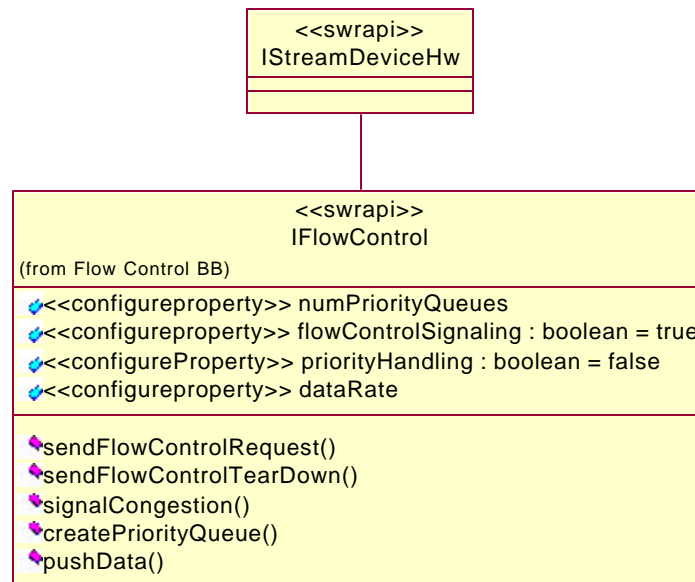 <<swrapi>>
IStreamDeviceHw
<<swrapi>>
IFlowControl
(from Flow Control BB)
<<configureproperty>> numPriorityQueues
<<configureproperty>> flowControlSignaling : boolean = true
<<configureProperty>> priorityHandling : boolean = false
<<configureproperty>> dataRate
sendFlowControlRequest()
sendFlowControlTearDown()
signalCongestion()
createPriorityQueue()
pushData()